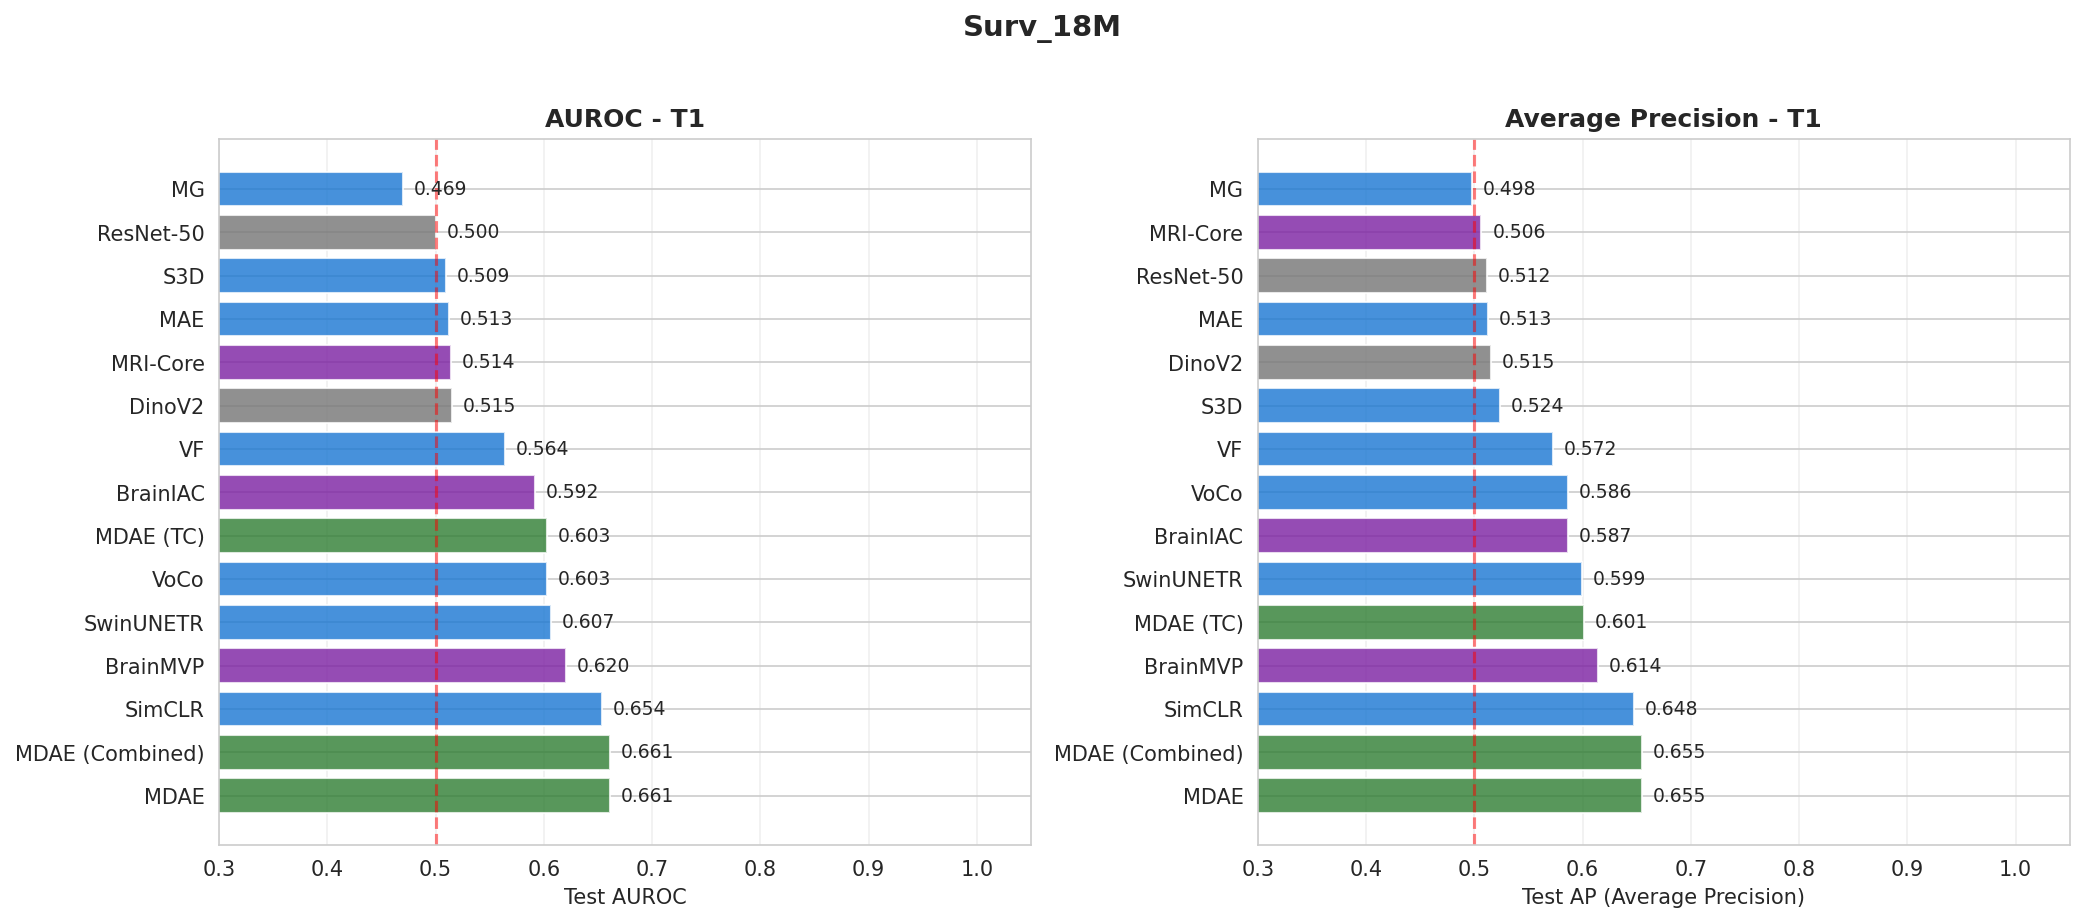 Surv_18M
AUROC - T1
MG 0.469
ResNet-50 0.500
S3D 0.509
MAE 0.513
MRI-Core 0.514
DinoV2 0.515
VF 0.564
BrainIAC 0.592
MDAE (TC) 0.603
VoCo 0.603
SwinUNETR 0.607
BrainMVP 0.620
SimCLR 0.654
MDAE (Combined) 0.661
MDAE 0.661
0.3 0.4 0.5 0.6 0.7 0.8 0.9 1.0
Test AUROC
Average Precision - T1
MG 0.498
MRI-Core 0.506
ResNet-50 0.512
MAE 0.513
DinoV2 0.515
S3D 0.524
VF 0.572
VoCo 0.586
BrainIAC 0.587
SwinUNETR 0.599
MDAE (TC) 0.601
BrainMVP 0.614
SimCLR 0.648
MDAE (Combined) 0.655
MDAE 0.655
0.3 0.4 0.5 0.6 0.7 0.8 0.9 1.0
Test AP (Average Precision)